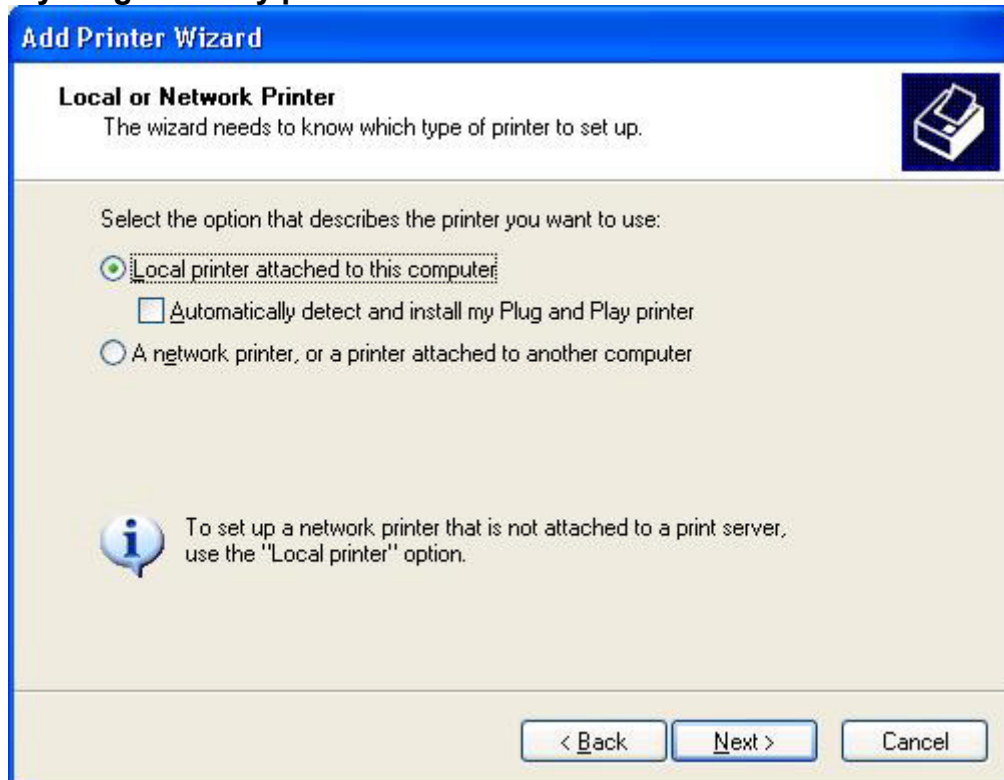 Add Printer Wizard
Local or Network Printer
The wizard needs to know which type of printer to set up.
Select the option that describes the printer you want to use:
Local printer attached to this computer
Automatically detect and install my Plug and Play printer
A network printer, or a printer attached to another computer
To set up a network printer that is not attached to a print server,
use the "Local printer" option.
< Back
Next >
Cancel